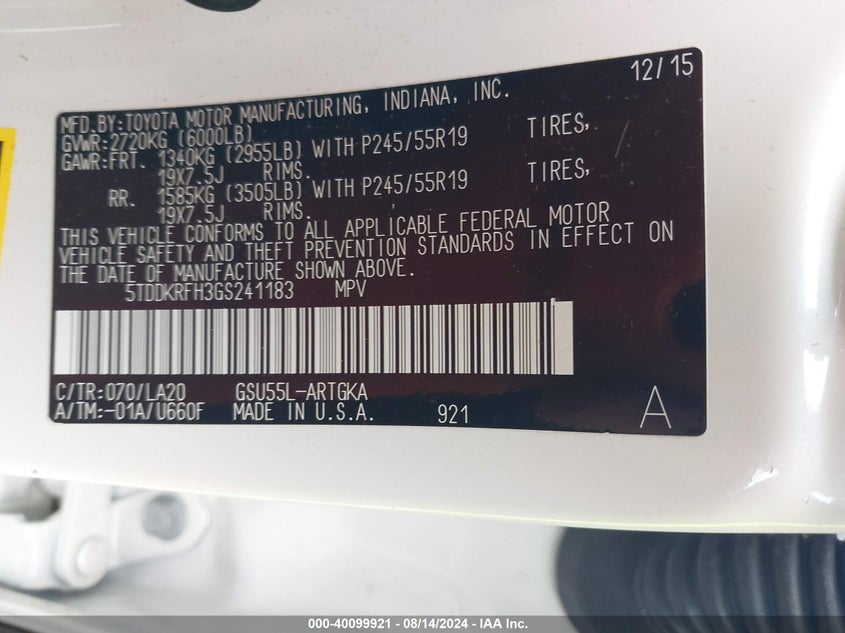 12/15
MFD.BY:TOYOTA MOTOR MANUFACTURING, INDIANA, INC.
GVWR:2720KG (6000LB)
GAWR:FRT. 1340KG (2955LB) WITH P245/55R19 TIRES,
19X7.5J RIMS.
RR. 1585KG (3505LB) WITH P245/55R19 TIRES,
19X7.5J RIMS.
THIS VEHICLE CONFORMS TO ALL APPLICABLE FEDERAL MOTOR
VEHICLE SAFETY AND THEFT PREVENTION STANDARDS IN EFFECT ON
THE DATE OF MANUFACTURE SHOWN ABOVE.
5TDDKRFH3GS241183 MPV
C/TR:070/LA20 GSU55L-ARTGKA
A/TM:-01A/U660F MADE IN U.S.A. 921 A
000-40099921 - 08/14/2024 - IAA Inc.